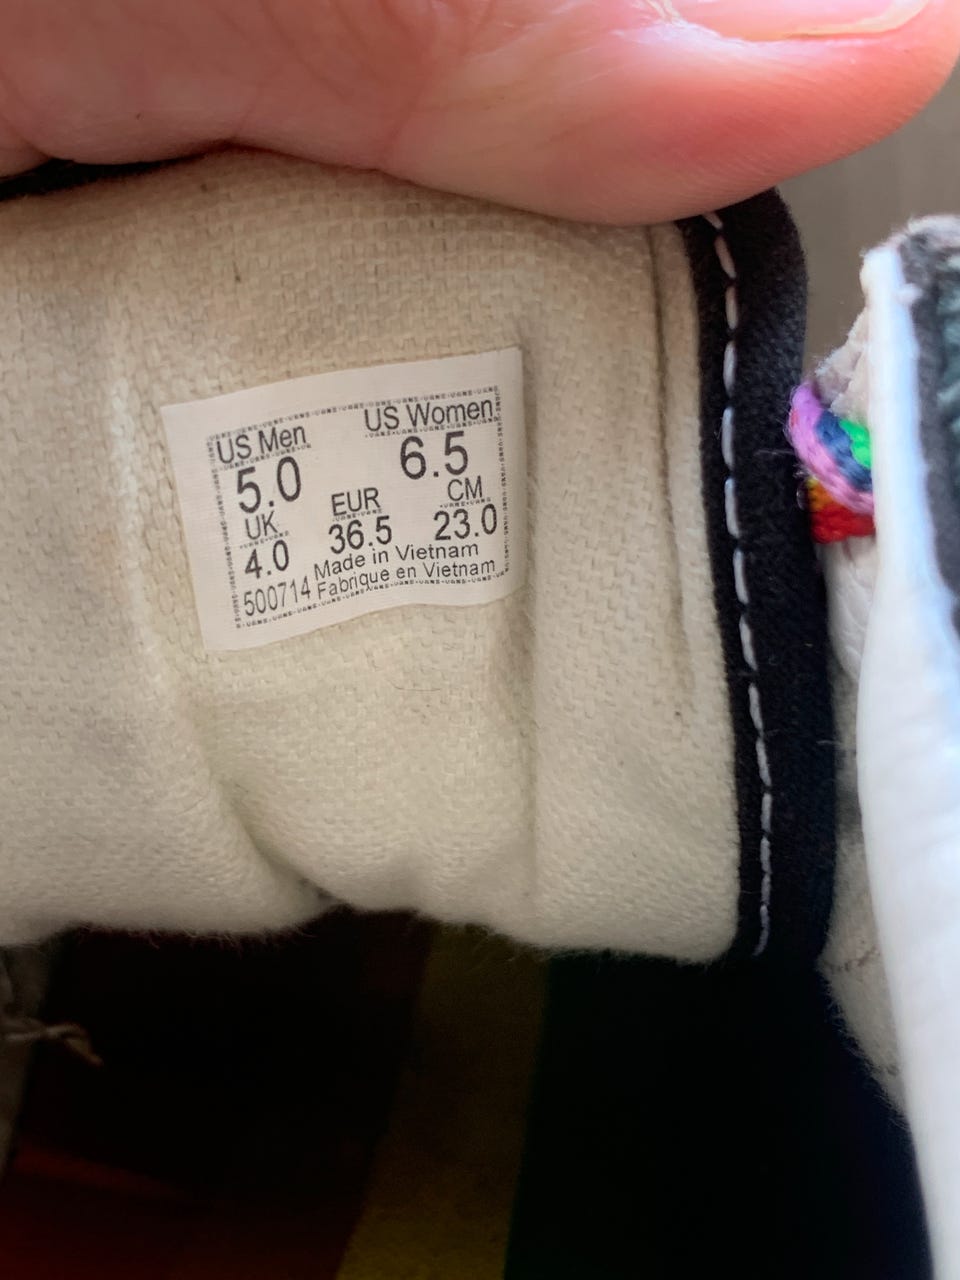 US Men US Women
5.0 6.5
UK EUR CM
4.0 36.5 23.0
Made in Vietnam
500714 Fabrique en Vietnam